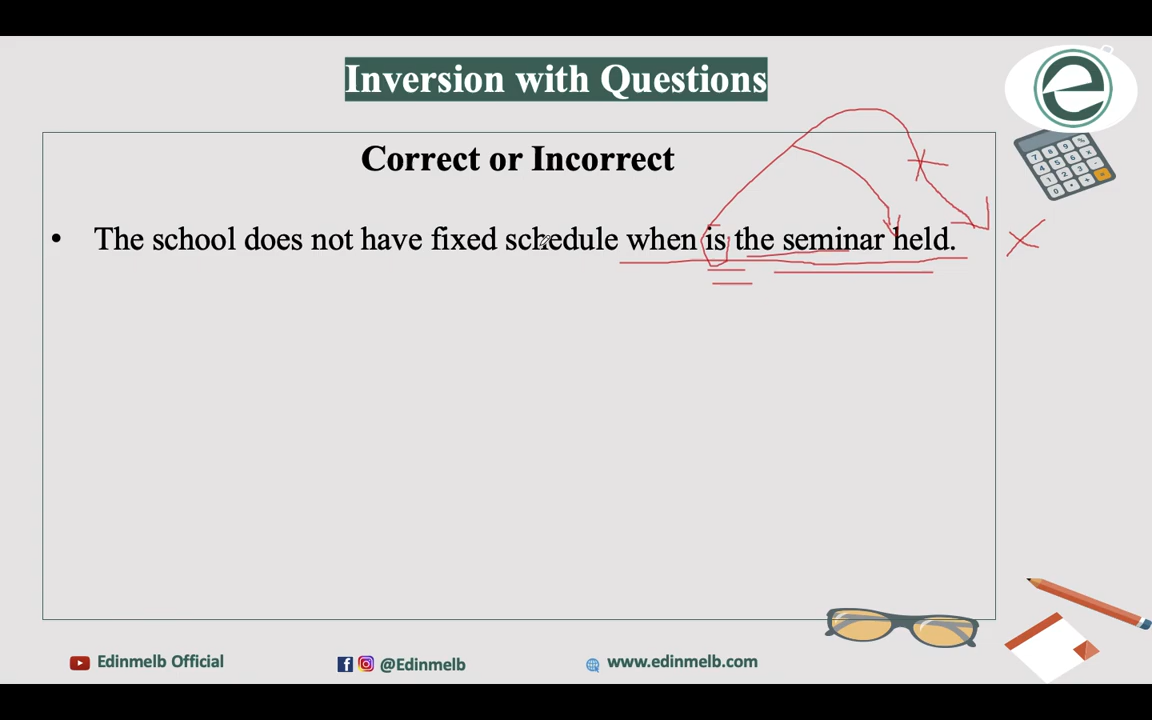 Inversion with Questions
Correct or Incorrect
• The school does not have fixed schedule when is the seminar held.
Edinmelb Official
@Edinmelb
www.edinmelb.com